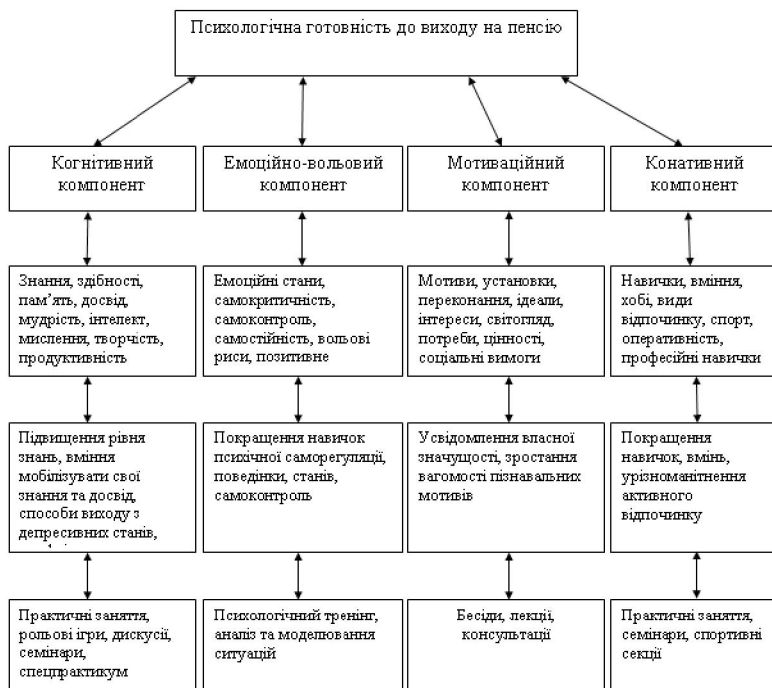 Психологічна готовність до виходу на пенсію
Когнітивний
компонент
Емоційно-вольовий
компонент
Мотиваційний
компонент
Конативний
компонент
Знання, здібності,
пам’ять, досвід,
мудрість, інтелект,
мислення, творчість,
продуктивність
Емоційні стани,
самокритичність,
самоконтроль,
самостійність, вольові
риси, позитивне
Мотиви, установки,
переконання, ідеали,
інтереси, світогляд,
потреби, цінності,
соціальні вимоги
Навички, вміння,
хобі, види
відпочинку, спорт,
оперативність,
професійні навички
Підвищення рівня
знань, вміння
мобілізувати свої
знання та досвід,
способи виходу з
депресивних станів,
Покращення навичок
психічної саморегуляції,
поведінки, станів,
самоконтроль
Усвідомлення власної
значущості, зростання
вагомості пізнавальних
мотивів
Покращення
навичок, вмінь,
урізноманітнення
активного
відпочинку
Практичні заняття,
рольові ігри, дискусії,
семінари,
спецпрактикум
Психологічний тренінг,
аналіз та моделювання
ситуацій
Бесіди, лекції,
консультації
Практичні заняття,
семінари, спортивні
секції